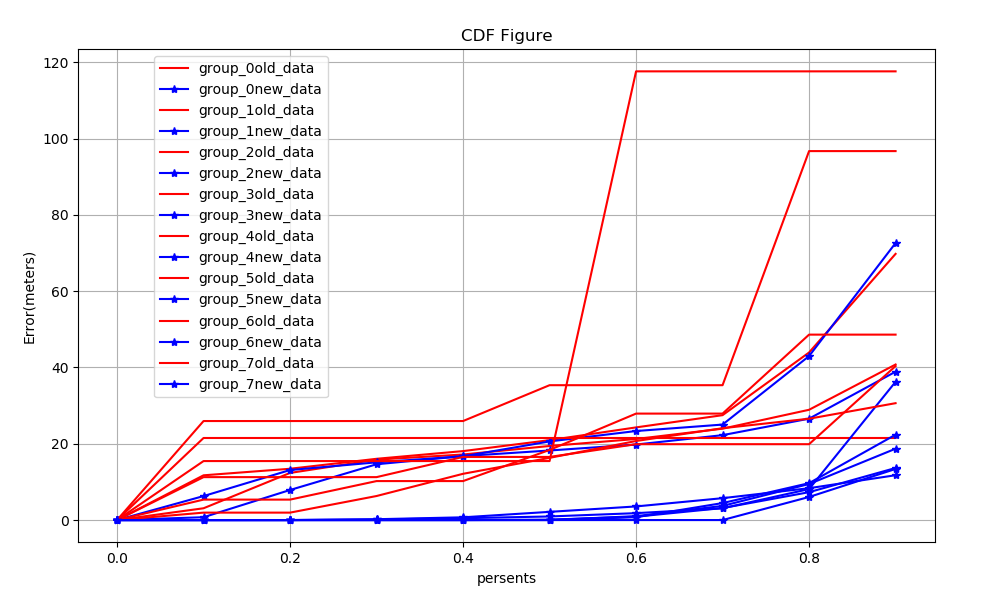 CDF Figure
120
100
80
60
40
20
0
Error(meters)
group_0old_data
group_0new_data
group_1old_data
group_1new_data
group_2old_data
group_2new_data
group_3old_data
group_3new_data
group_4old_data
group_4new_data
group_5old_data
group_5new_data
group_6old_data
group_6new_data
group_7old_data
group_7new_data
0.0 0.2 0.4 0.6 0.8
persents